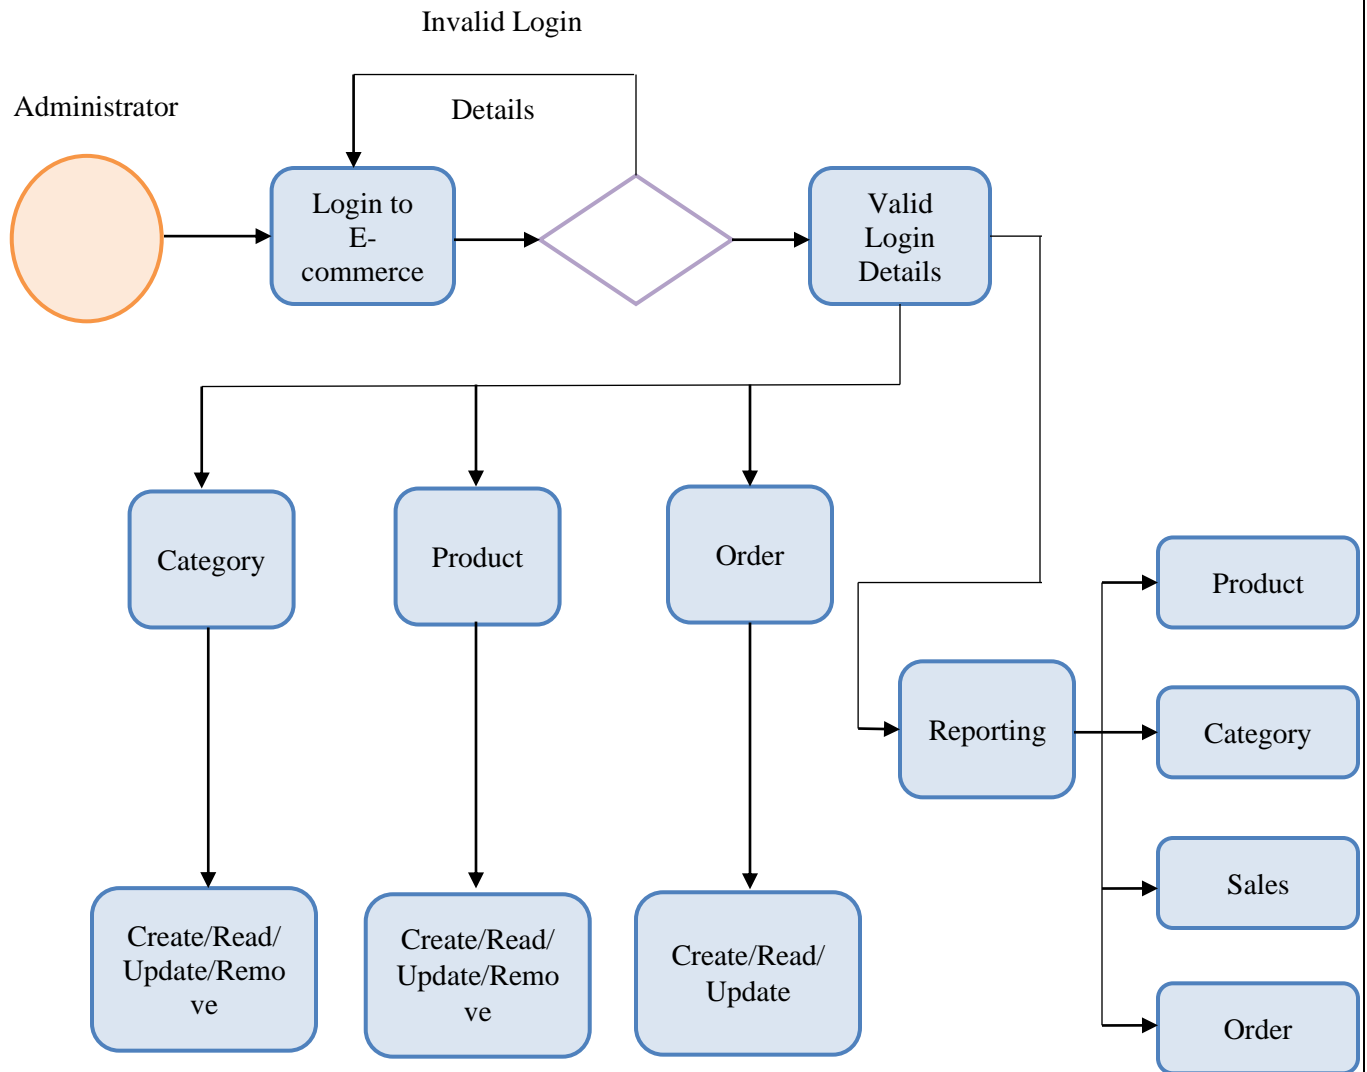 Invalid Login
Details
Administrator
Login to
E-
commerce
Valid
Login
Details
Category
Product
Order
Reporting
Product
Category
Sales
Order
Create/Read/
Update/Remo
ve
Create/Read/
Update/Remo
ve
Create/Read/
Update